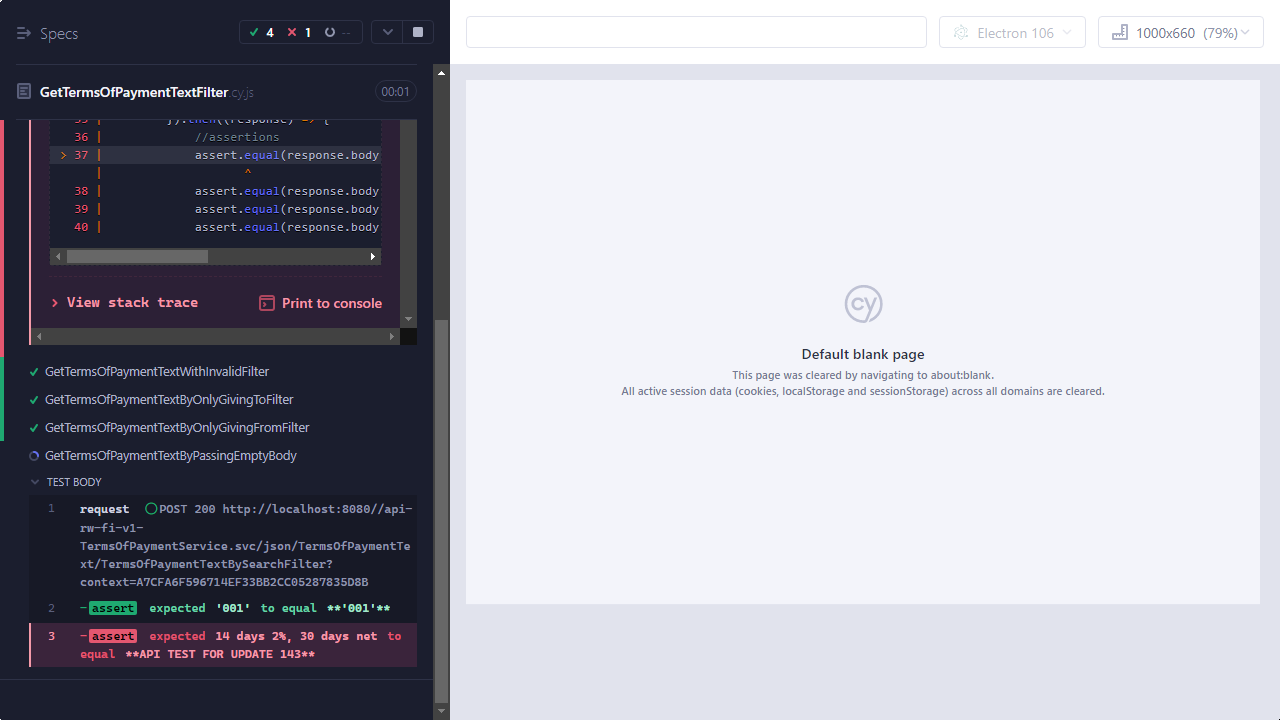 Specs
4
1
--
Electron 106
1000x660 (79%)
GetTermsOfPaymentTextFilter.cy.js
00:01
35 | }).then((response) => {
36 | //assertions
> 37 | assert.equal(response.body
| ^
38 | assert.equal(response.body
39 | assert.equal(response.body
40 | assert.equal(response.body
> View stack trace
Print to console
GetTermsOfPaymentTextWithInvalidFilter
GetTermsOfPaymentTextByOnlyGivingToFilter
GetTermsOfPaymentTextByOnlyGivingFromFilter
GetTermsOfPaymentTextByPassingEmptyBody
TEST BODY
1 request POST 200 http://localhost:8080//api-
rw-fi-v1-
TermsOfPaymentService.svc/json/TermsOfPaymentTe
xt/TermsOfPaymentTextBySearchFilter?
context=A7CFA6F596714EF33BB2CC05287835D8B
2 -assert expected '001' to equal **'001'**
3 -assert expected 14 days 2%, 30 days net to
equal **API TEST FOR UPDATE 143**
cy
Default blank page
This page was cleared by navigating to about:blank.
All active session data (cookies, localStorage and sessionStorage) across all domains are cleared.